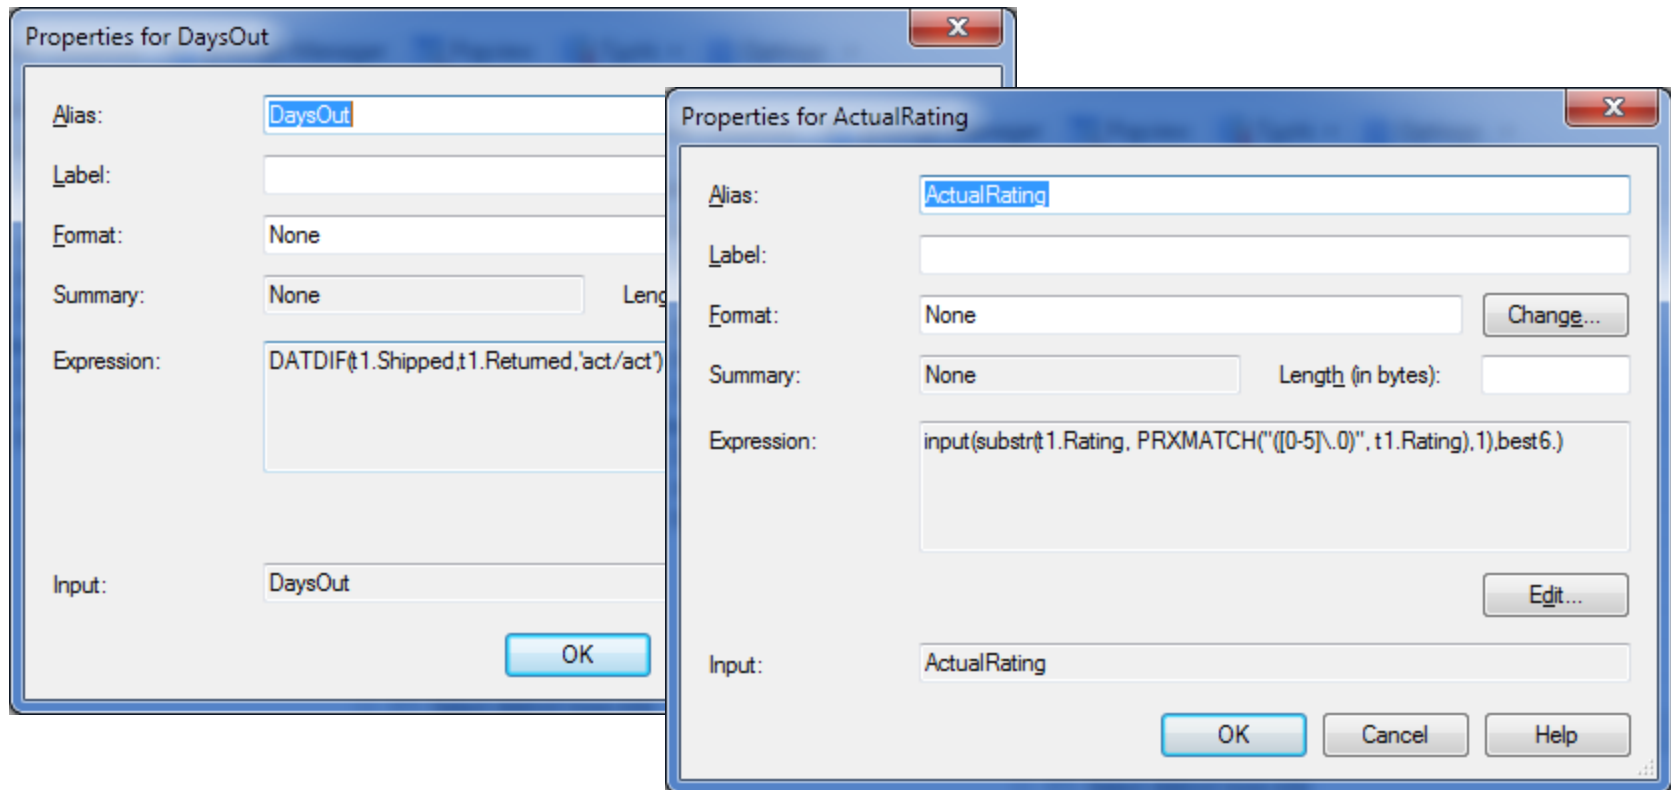 Properties for DaysOut
Alias: DaysOut
Label:
Format: None
Summary: None Leng
Expression: DATDIF(t1.Shipped,t1.Returned,'act/act')
Input: DaysOut
OK
Properties for ActualRating
Alias: ActualRating
Label:
Format: None Change...
Summary: None Length (in bytes):
Expression: input(substr(t1.Rating, PRXMATCH("([0-5]\.0)", t1.Rating),1),best6.)
Edit...
Input: ActualRating
OK Cancel Help